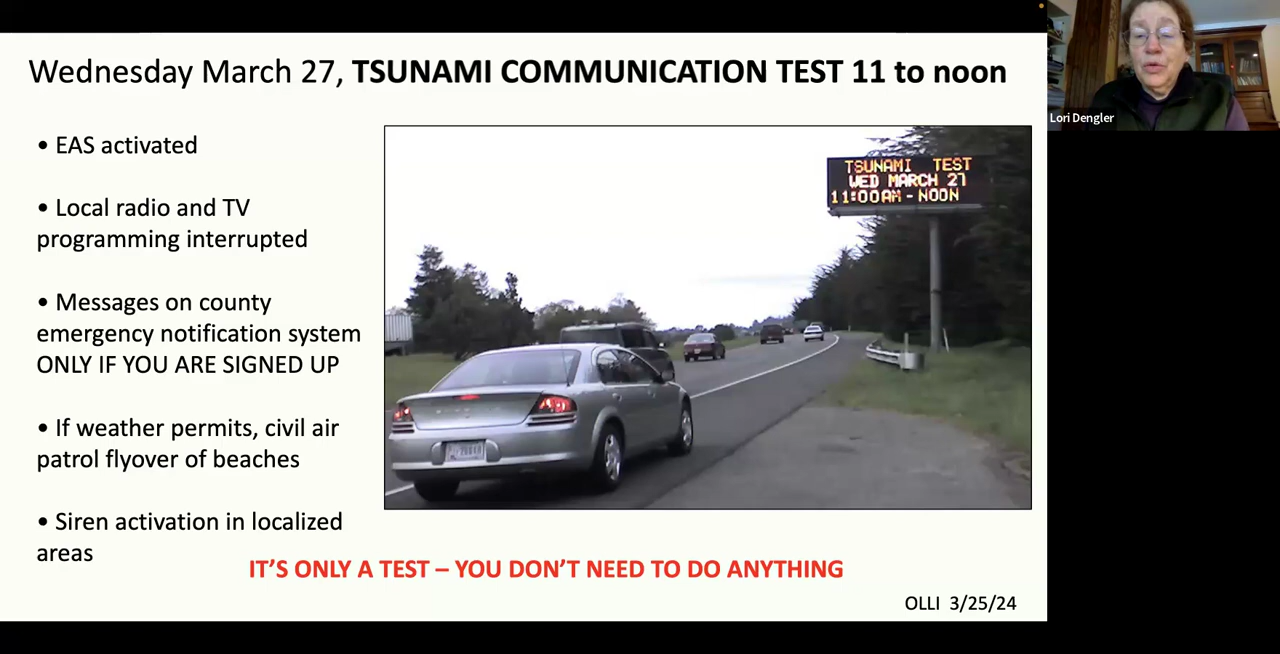 Wednesday March 27, TSUNAMI COMMUNICATION TEST 11 to noon
• EAS activated
• Local radio and TV
programming interrupted
• Messages on county
emergency notification system
ONLY IF YOU ARE SIGNED UP
• If weather permits, civil air
patrol flyover of beaches
• Siren activation in localized
areas
TSUNAMI TEST
WED MARCH 27
11:00AM - NOON
IT'S ONLY A TEST – YOU DON'T NEED TO DO ANYTHING
OLLI 3/25/24
Lori Dengler